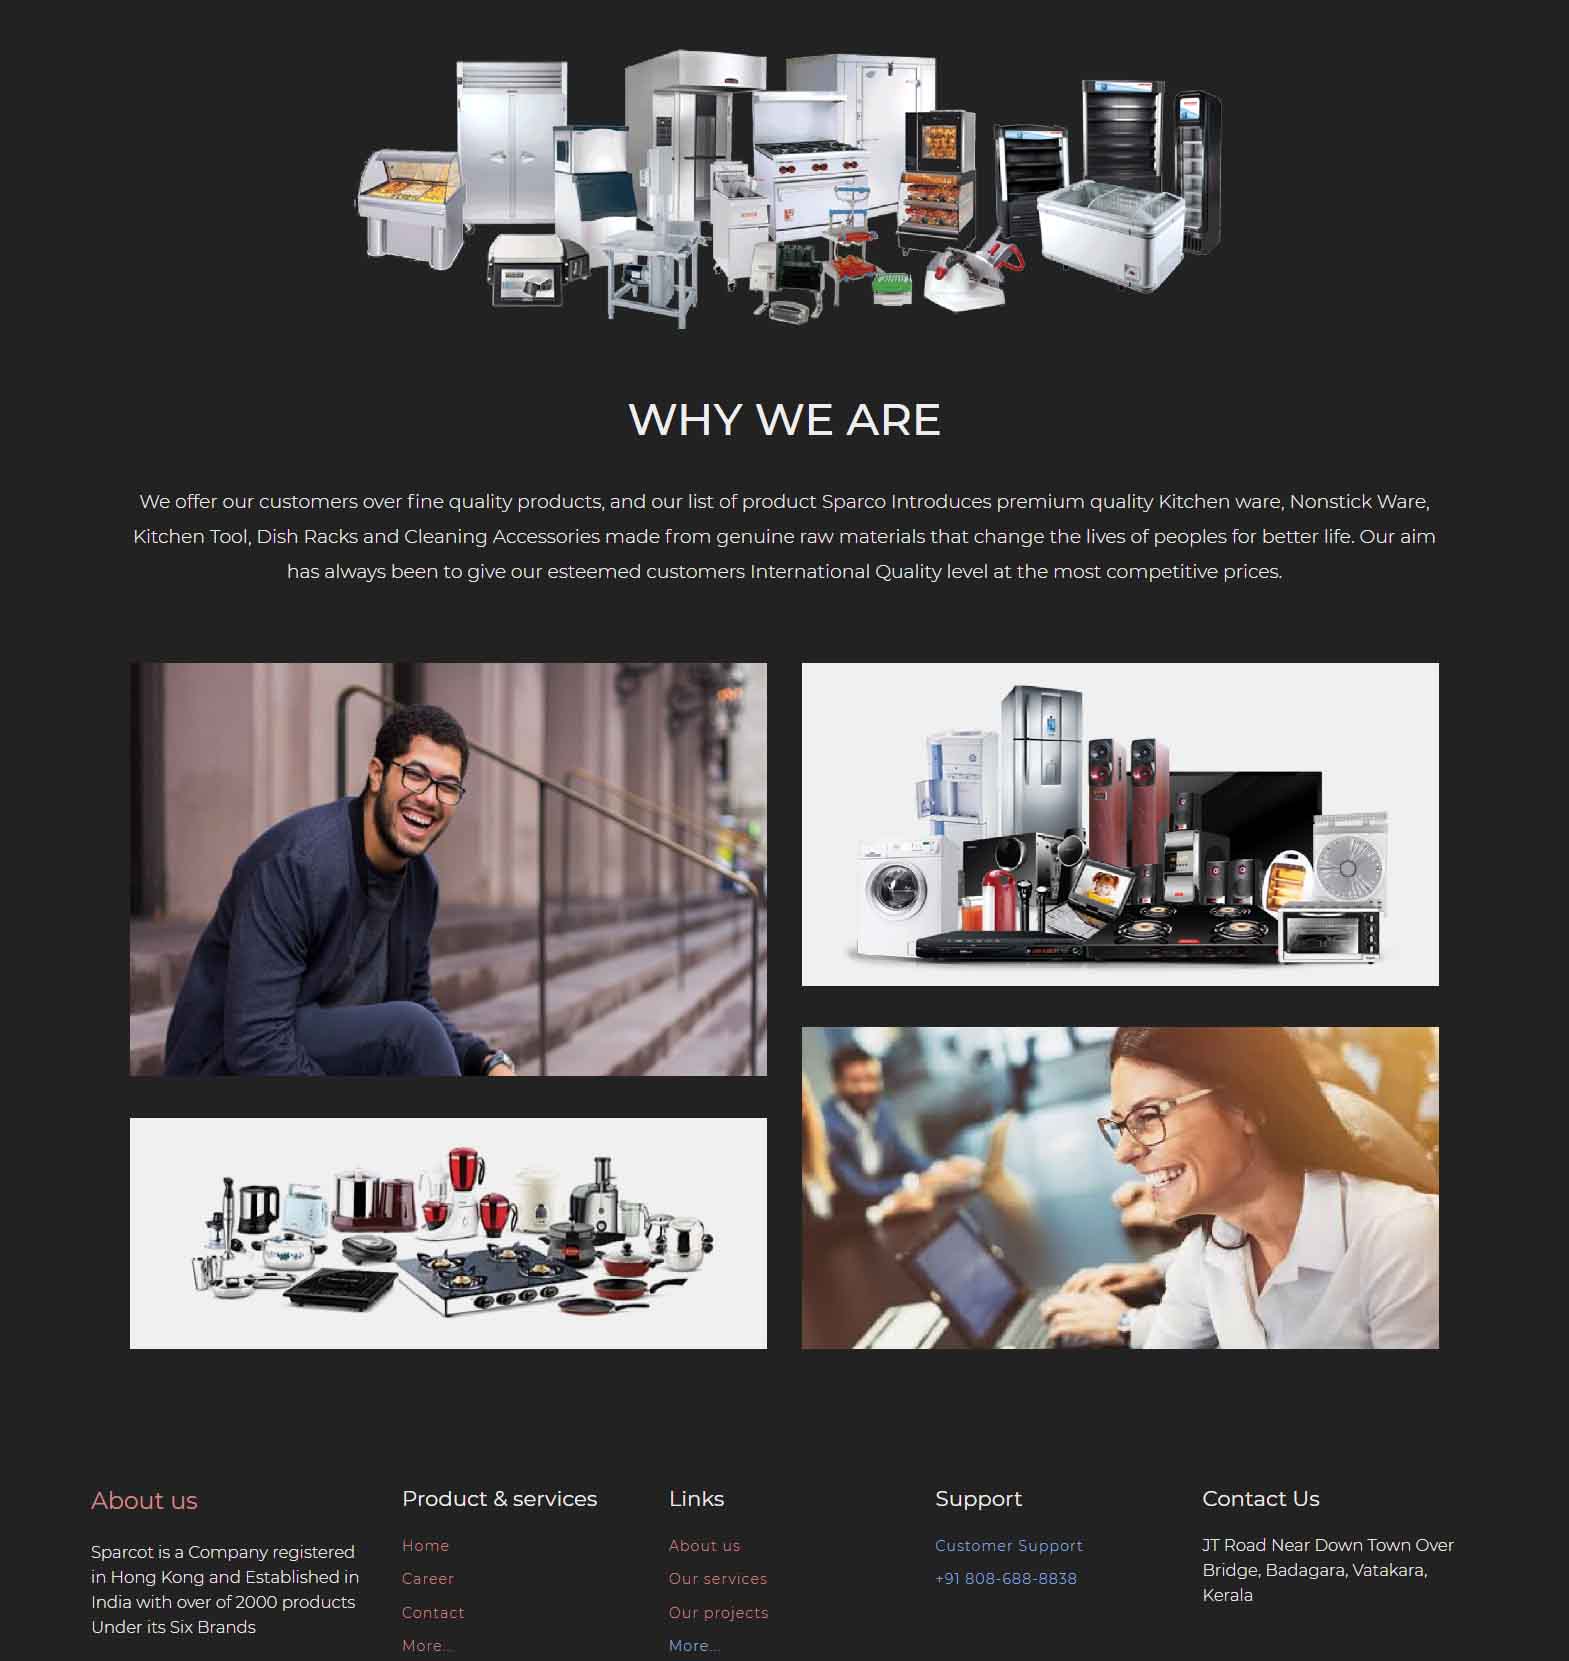 WHY WE ARE
We offer our customers over fine quality products, and our list of product Sparco Introduces premium quality Kitchen ware, Nonstick Ware,
Kitchen Tool, Dish Racks and Cleaning Accessories made from genuine raw materials that change the lives of peoples for better life. Our aim
has always been to give our esteemed customers International Quality level at the most competitive prices.
About us
Sparcot is a Company registered
in Hong Kong and Established in
India with over of 2000 products
Under its Six Brands
Product & services
Home
Career
Contact
More...
Links
About us
Our services
Our projects
More...
Support
Customer Support
+91 808-688-8838
Contact Us
JT Road Near Down Town Over
Bridge, Badagara, Vatakara,
Kerala